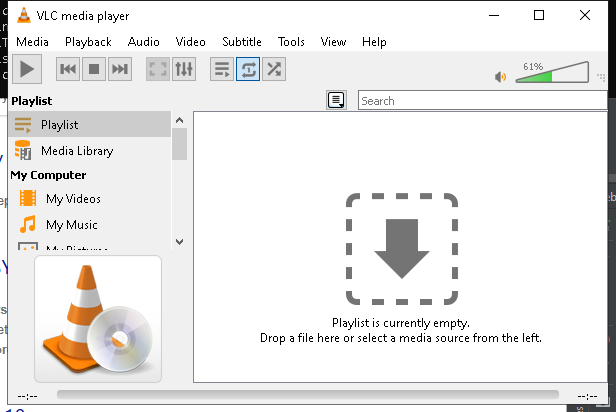 VLC media player
Media Playback Audio Video Subtitle Tools View Help
61%
Playlist
Search
Playlist
Media Library
My Computer
My Videos
My Music
My Pictures
Playlist is currently empty.
Drop a file here or select a media source from the left.
--:-- --:--